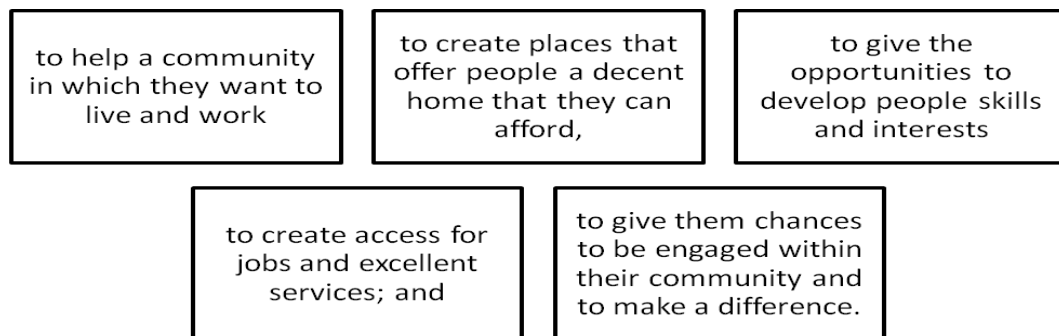 to help a community
in which they want to
live and work
to create places that
offer people a decent
home that they can
afford,
to give the
opportunities to
develop people skills
and interests
to create access for
jobs and excellent
services; and
to give them chances
to be engaged within
their community and
to make a difference.